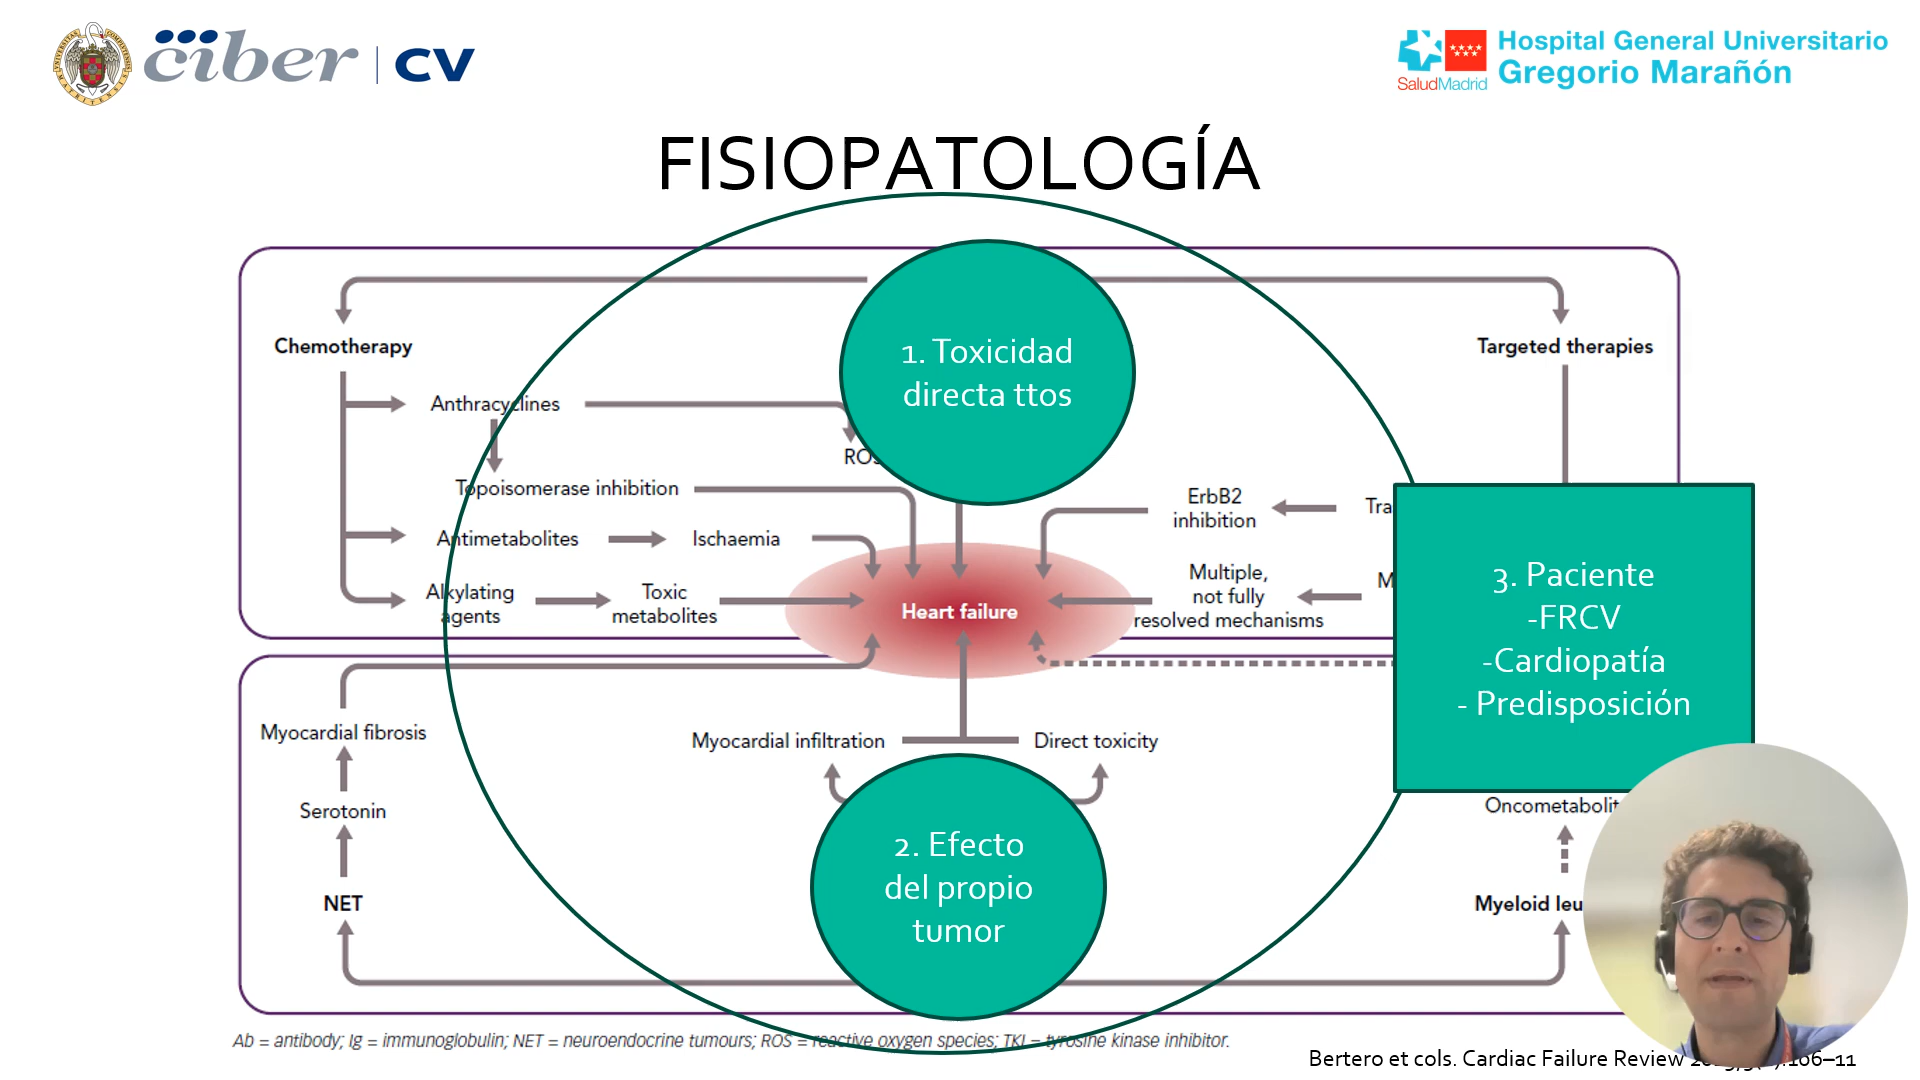 ciber | CV
SaludMadrid
Hospital General Universitario
Gregorio Marañón
FISIOPATOLOGÍA
Chemotherapy
Targeted therapies
1. Toxicidad
directa ttos
Anthracyclines
Topoisomerase inhibition
ErbB2
inhibition
Antimetabolites
Ischaemia
Alkylating
agents
Toxic
metabolites
Heart failure
Multiple,
not fully
resolved mechanisms
3. Paciente
-FRCV
-Cardiopatía
- Predisposición
Myocardial fibrosis
Serotonin
NET
Myocardial infiltration
Direct toxicity
2. Efecto
del propio
tumor
Myeloid
Ab = antibody; Ig = immunoglobulin; NET = neuroendocrine tumours; ROS = reactive oxygen species; TKI = tyrosine kinase inhibitor.
Bertero et cols. Cardiac Failure Review